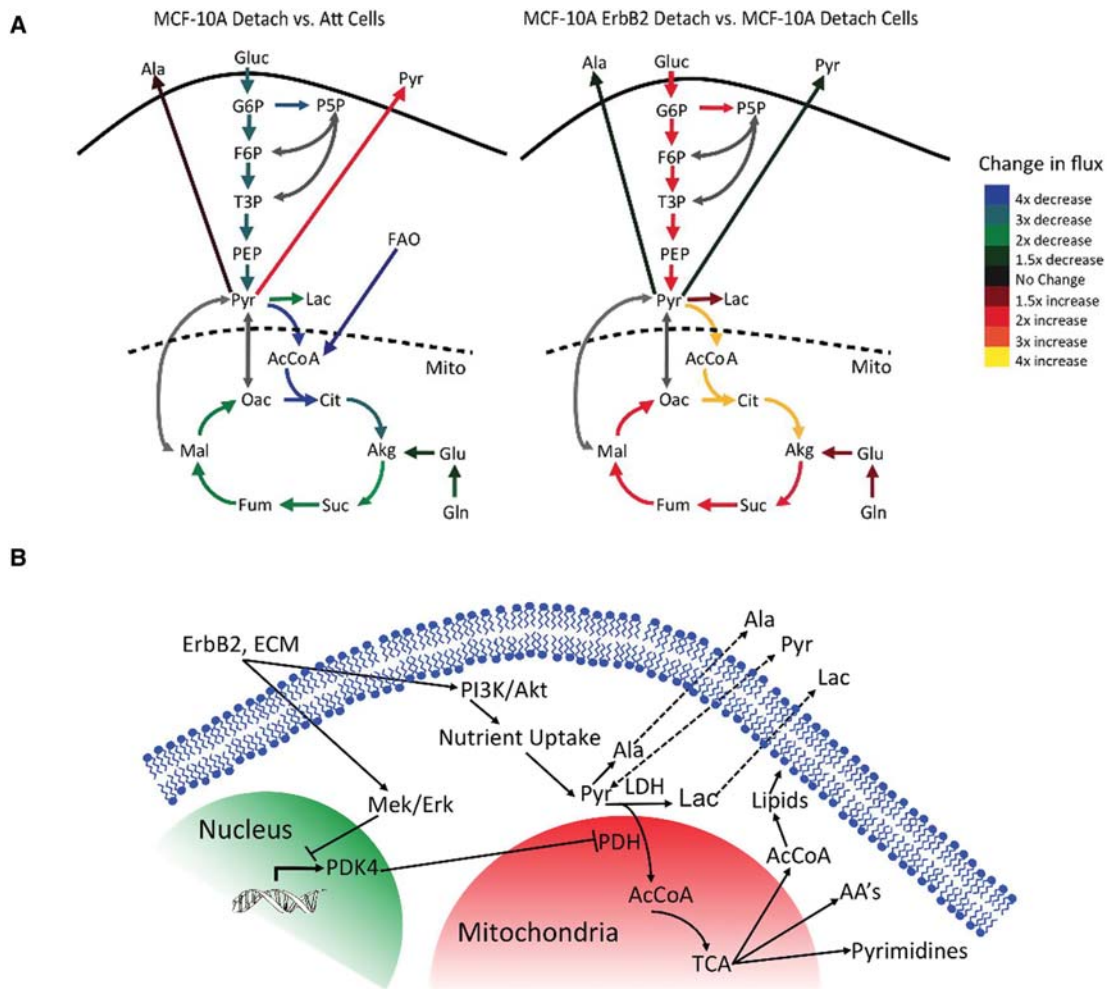 A
MCF-10A Detach vs. Att Cells
Ala
Gluc
Pyr
G6P
P5P
F6P
T3P
PEP
FAO
Pyr
Lac
AcCoA
Mito
Oac
Cit
Mal
Akg
Glu
Fum
Suc
Gln
MCF-10A ErbB2 Detach vs. MCF-10A Detach Cells
Ala
Gluc
Pyr
G6P
P5P
F6P
T3P
PEP
Pyr
Lac
AcCoA
Mito
Oac
Cit
Mal
Akg
Glu
Fum
Suc
Gln
Change in flux
4x decrease
3x decrease
2x decrease
1.5x decrease
No Change
1.5x increase
2x increase
3x increase
4x increase
B
ErbB2, ECM
PI3K/Akt
Nutrient Uptake
Ala
Pyr
Lac
Ala
Pyr
LDH
Lac
Mek/Erk
Nucleus
PDK4
PDH
Lipids
AcCoA
AcCoA
AA's
Mitochondria
TCA
Pyrimidines